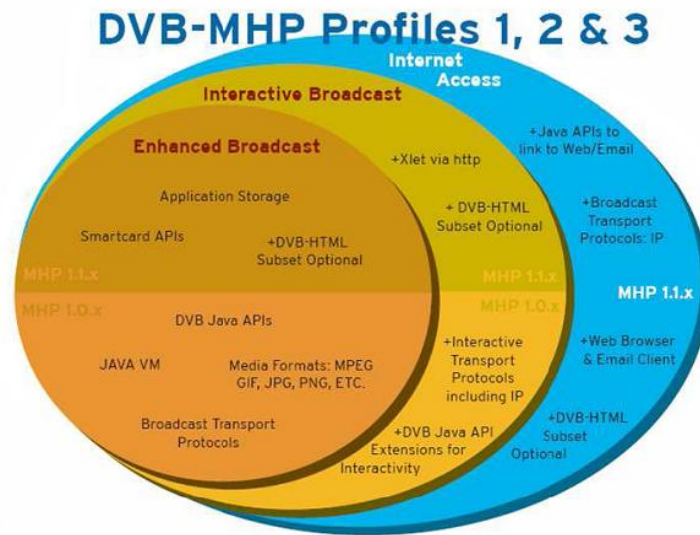 DVB-MHP Profiles 1, 2 & 3
Internet
Access
Interactive Broadcast
Enhanced Broadcast
Application Storage
Smartcard APIs
+DVB-HTML
Subset Optional
MHP 1.1.x
MHP 1.0.x
DVB Java APIs
JAVA VM
Media Formats: MPEG
GIF, JPG, PNG, ETC.
Broadcast Transport
Protocols
+Xlet via http
+ DVB-HTML
Subset Optional
MHP 1.1.x
MHP 1.0.x
+Interactive
Transport
Protocols
including IP
+DVB Java API
Extensions for
Interactivity
+Java APIs to
link to Web/Email
+Broadcast
Transport
Protocols: IP
MHP 1.1.x
+Web Browser
& Email Client
+DVB-HTML
Subset
Optional